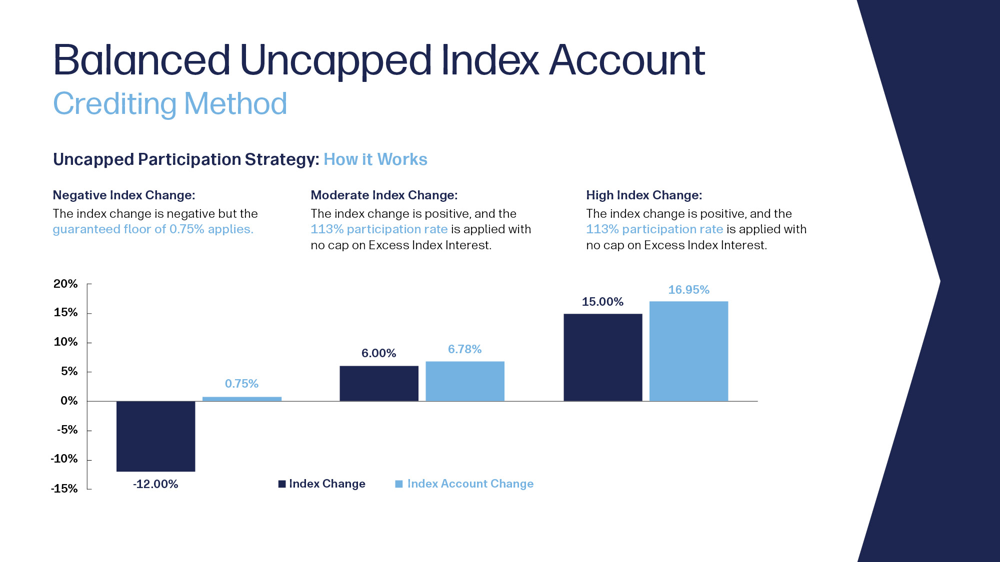 Balanced Uncapped Index Account
Crediting Method
Uncapped Participation Strategy: How it Works
Negative Index Change:
The index change is negative but the
guaranteed floor of 0.75% applies.
Moderate Index Change:
The index change is positive, and the
113% participation rate is applied with
no cap on Excess Index Interest.
High Index Change:
The index change is positive, and the
113% participation rate is applied with
no cap on Excess Index Interest.
20%
15%
10%
5%
0%
-5%
-10%
-15%
-12.00%
0.75%
6.00%
6.78%
15.00%
16.95%
Index Change
Index Account Change